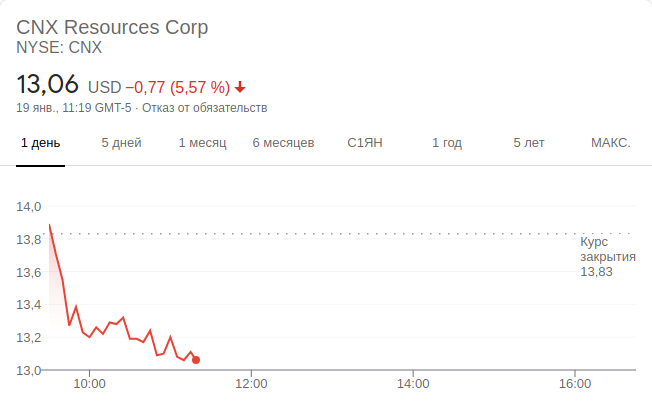 CNX Resources Corp
NYSE: CNX
13,06 USD −0,77 (5,57 %)
19 янв., 11:19 GMT-5 · Отказ от обязательств
1 день 5 дней 1 месяц 6 месяцев С1ЯН 1 год 5 лет МАКС.
14,0
13,8
13,6
13,4
13,2
13,0
Курс
закрытия
13,83
10:00 12:00 14:00 16:00